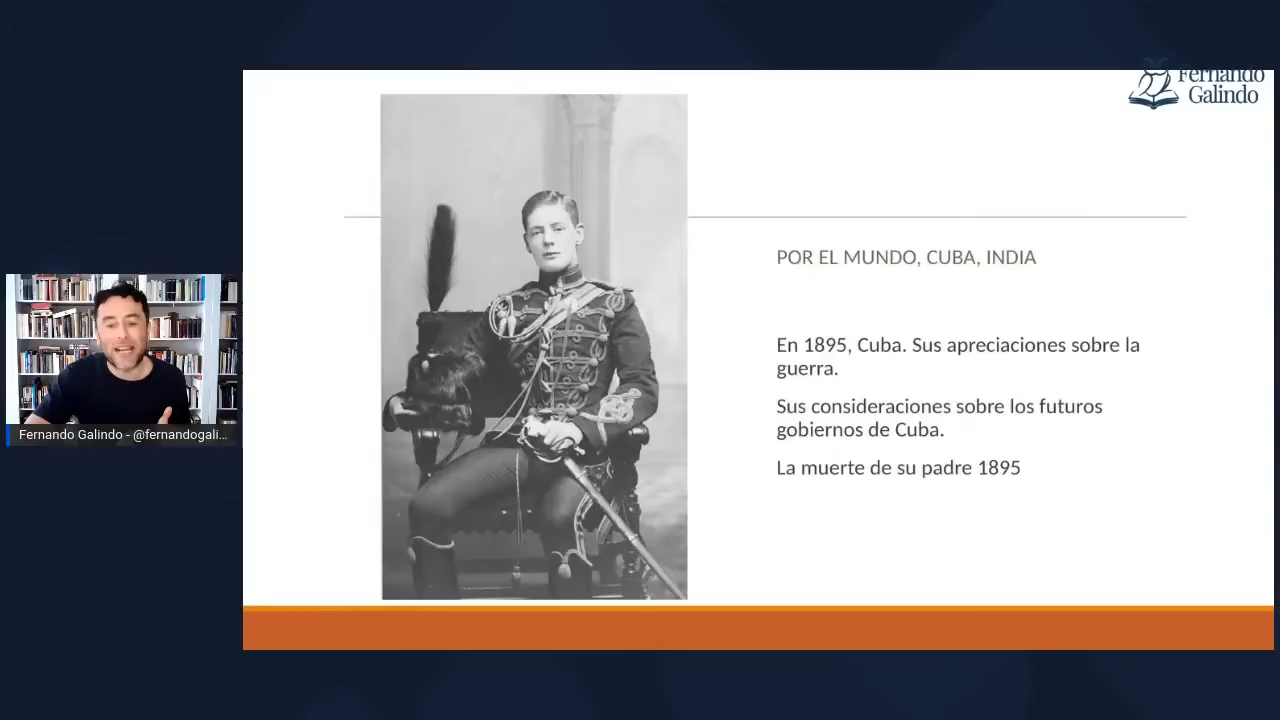 Fernando
Galindo
POR EL MUNDO, CUBA, INDIA
En 1895, Cuba. Sus apreciaciones sobre la
guerra.
Sus consideraciones sobre los futuros
gobiernos de Cuba.
La muerte de su padre 1895
Fernando Galindo - @fernandogali...